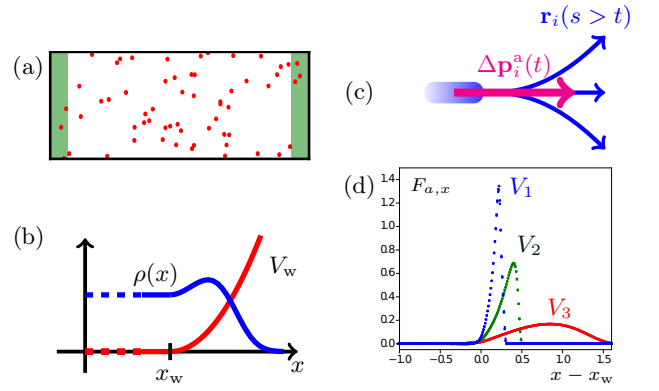 (a)
(b)
ρ(x)
V_w
x_w
x
(c)
r_i(s > t)
Δp_i^a(t)
(d)
F_{a,x}
V_1
V_2
V_3
1.4
1.2
1.0
0.8
0.6
0.4
0.2
0.0
-1.0 -0.5 0.0 0.5 1.0 1.5
x − x_w